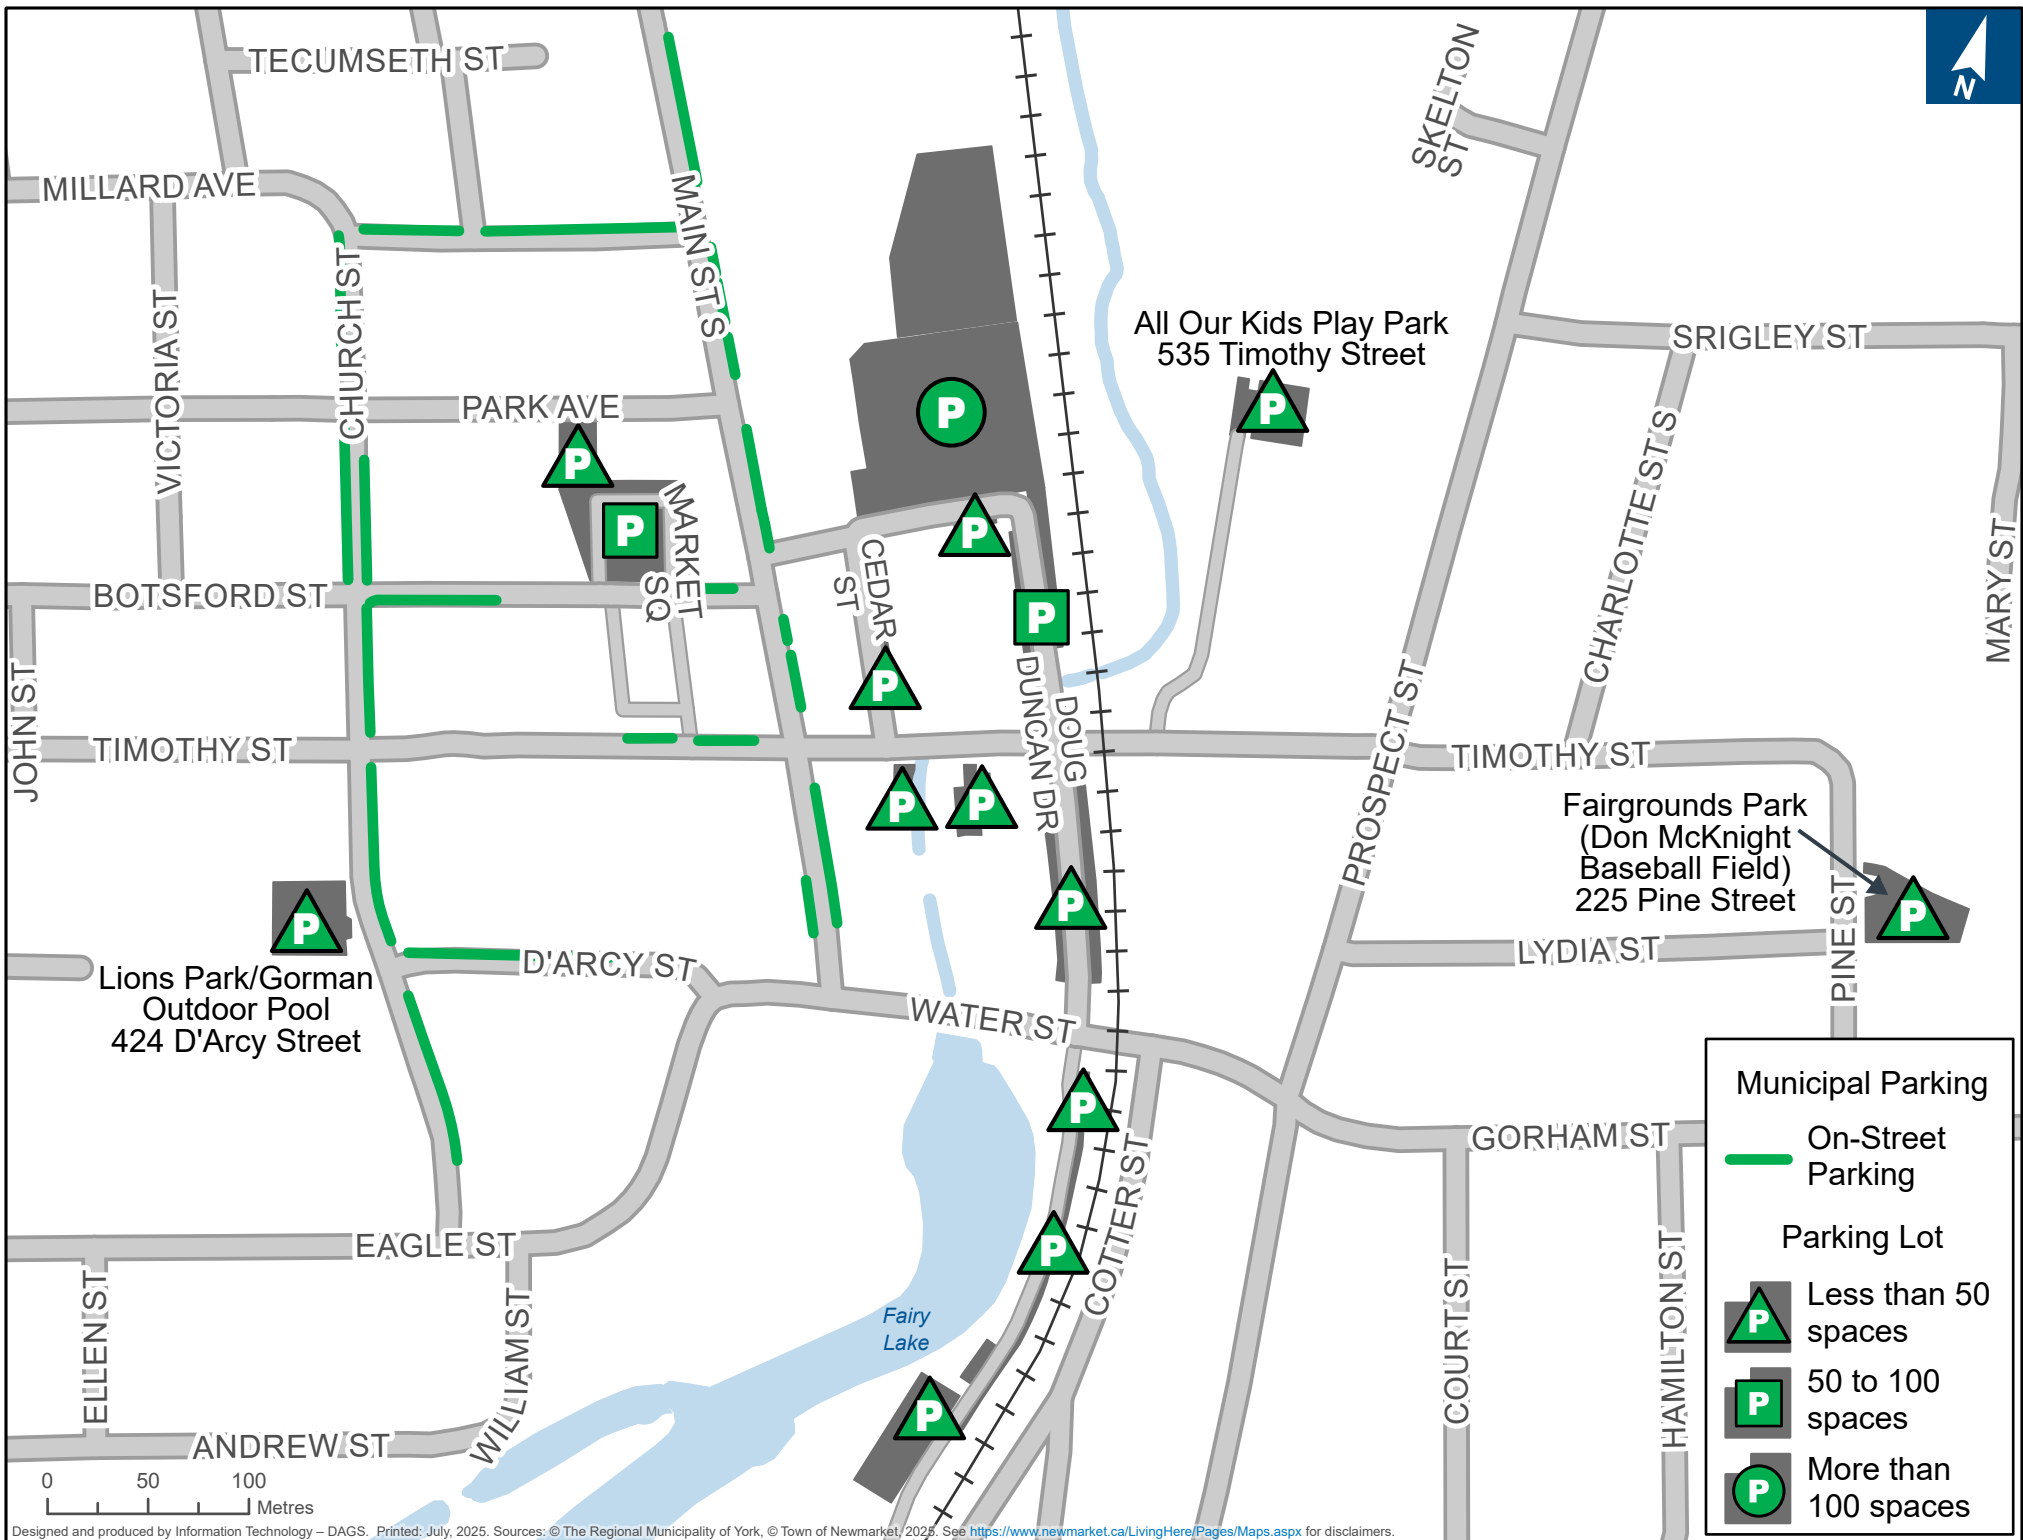 TECUMSETH ST
SKELTON
ST
N
MILLARD AVE
MAIN ST S
CHURCH ST
VICTORIA ST
All Our Kids Play Park
535 Timothy Street
SRIGLEY ST
PARK AVE
P
P
P
CHARLOTTE ST S
MARKET
SQ
P
P
CEDAR
ST
MARY ST
BOTSFORD ST
P
JOHN ST
P
DOUG
DUNCAN DR
PROSPECT ST
TIMOTHY ST
TIMOTHY ST
P
P
Fairgrounds Park
(Don McKnight
Baseball Field)
225 Pine Street
P
P
P
PINE ST
LYDIA ST
D'ARCY ST
Lions Park/Gorman
Outdoor Pool
424 D'Arcy Street
WATER ST
P
GORHAM ST
COTTER ST
EAGLE ST
P
ELLEN ST
WILLIAM ST
Fairy
Lake
COURT ST
HAMILTON ST
P
ANDREW ST
Municipal Parking
On-Street
Parking
Parking Lot
P
Less than 50
spaces
P
50 to 100
spaces
P
More than
100 spaces
0 50 100
Metres
Designed and produced by Information Technology – DAGS. Printed: July, 2025. Sources: © The Regional Municipality of York, © Town of Newmarket, 2025. See https://www.newmarket.ca/LivingHere/Pages/Maps.aspx for disclaimers.